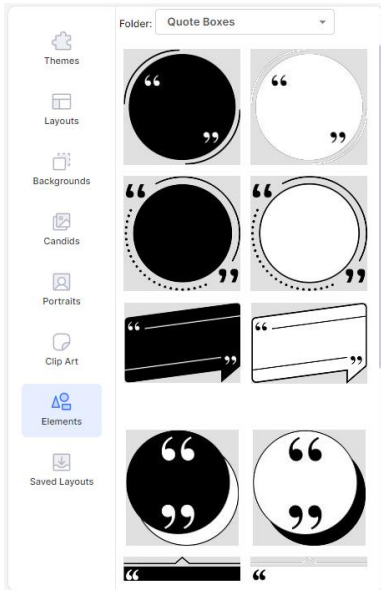 Folder: Quote Boxes
Themes
Layouts
Backgrounds
Candids
Portraits
Clip Art
Elements
Saved Layouts
“ ”
“ ”
“ ”
“ ”
“ ”
“ ”
“ ”
“ ”
“ “